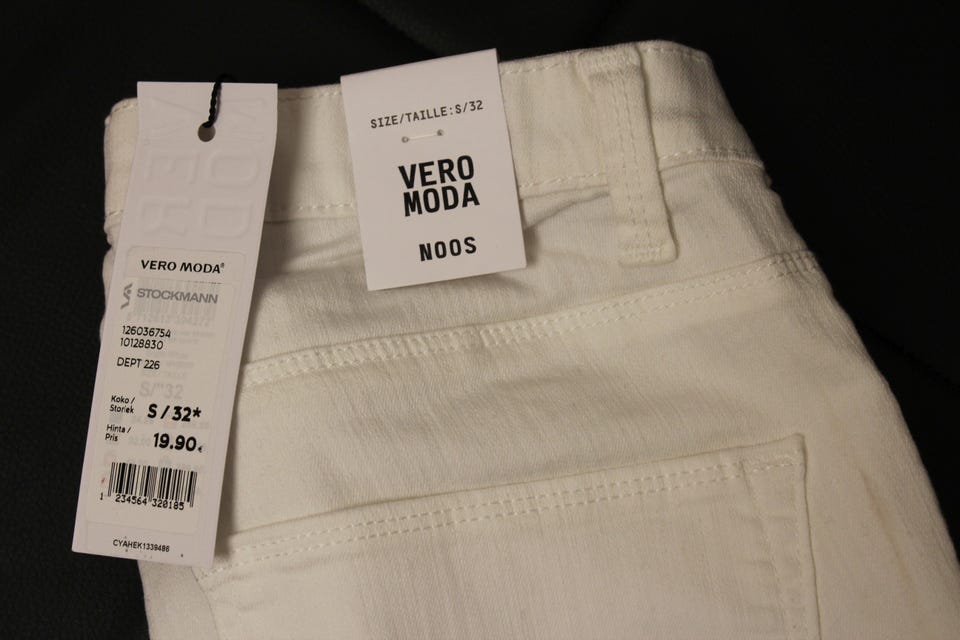 VERO MODA®
STOCKMANN
126036754
10128830
DEPT 226
S/"32
Koko /
Storlek S / 32*
Hinta /
Pris 19.90€
1 234564 320185
CYAHEK1339486
SIZE/TAILLE:S/32
VERO
MODA
NOOS